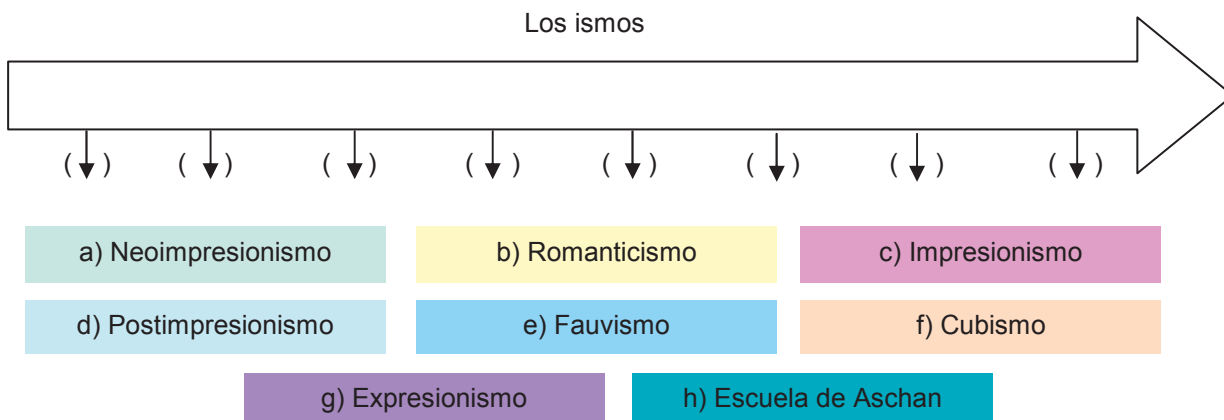 Los ismos
( ) ( ) ( ) ( ) ( ) ( ) ( ) ( )
a) Neoimpresionismo b) Romanticismo c) Impresionismo
d) Postimpresionismo e) Fauvismo f) Cubismo
g) Expresionismo h) Escuela de Aschan